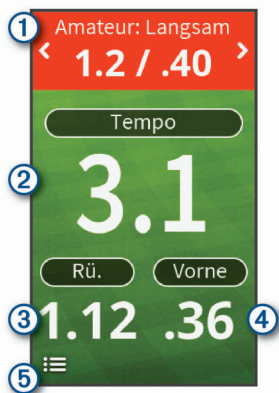 ① Amateur: Langsam
1.2 / .40
Tempo
② 3.1
Rü. Vorne
③ 1.12 .36 ④
⑤